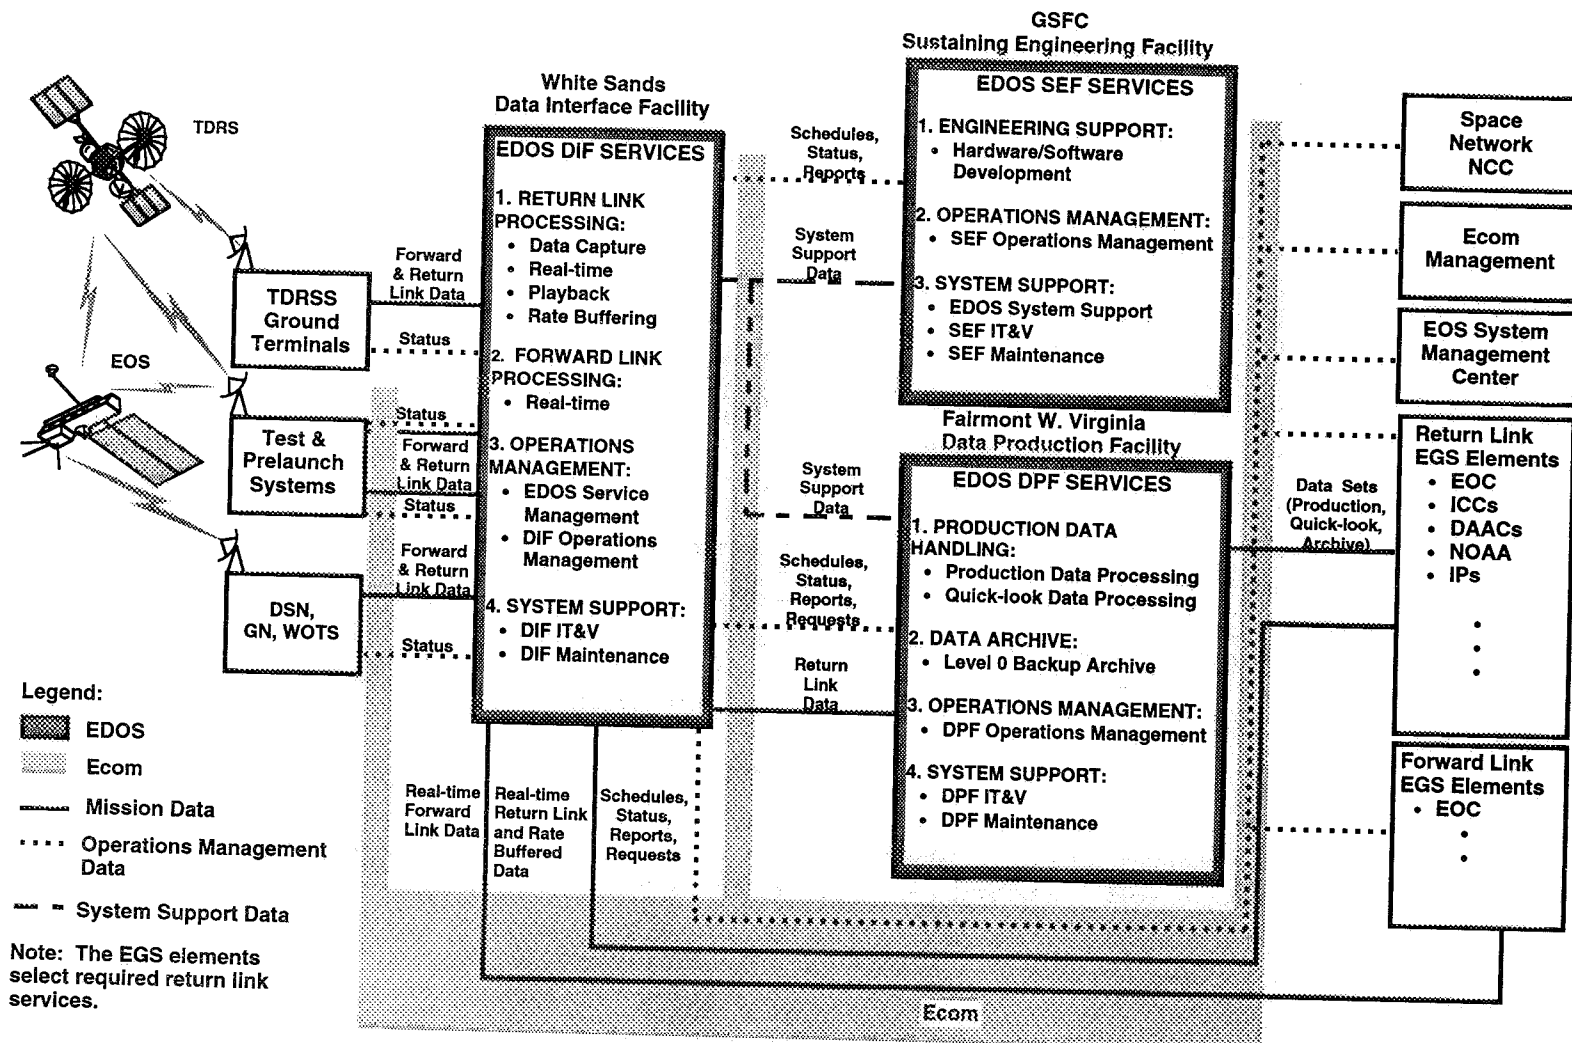 GSFC
Sustaining Engineering Facility
White Sands
Data Interface Facility
TDRS
EOS
TDRSS
Ground
Terminals
Test &
Prelaunch
Systems
DSN,
GN, WOTS
Forward
& Return
Link Data
Status
Status
Forward
& Return
Link Data
Status
Forward
& Return
Link Data
Status
EDOS DIF SERVICES
1. RETURN LINK
PROCESSING:
• Data Capture
• Real-time
• Playback
• Rate Buffering
2. FORWARD LINK
PROCESSING:
• Real-time
3. OPERATIONS
MANAGEMENT:
• EDOS Service
Management
• DIF Operations
Management
4. SYSTEM SUPPORT:
• DIF IT&V
• DIF Maintenance
Schedules,
Status,
Reports
System
Support
Data
System
Support
Data
Schedules,
Status,
Reports,
Requests
Return
Link
Data
EDOS SEF SERVICES
1. ENGINEERING SUPPORT:
• Hardware/Software
Development
2. OPERATIONS MANAGEMENT:
• SEF Operations Management
3. SYSTEM SUPPORT:
• EDOS System Support
• SEF IT&V
• SEF Maintenance
Fairmont W. Virginia
Data Production Facility
EDOS DPF SERVICES
1. PRODUCTION DATA
HANDLING:
• Production Data Processing
• Quick-look Data Processing
2. DATA ARCHIVE:
• Level 0 Backup Archive
3. OPERATIONS MANAGEMENT:
• DPF Operations Management
4. SYSTEM SUPPORT:
• DPF IT&V
• DPF Maintenance
Space
Network
NCC
Ecom
Management
EOS System
Management
Center
Data Sets
(Production,
Quick-look,
Archive)
Return Link
EGS Elements
• EOC
• ICCs
• DAACs
• NOAA
• IPs
Forward Link
EGS Elements
• EOC
Real-time
Forward
Link Data
Real-time
Return Link
and Rate
Buffered
Data
Schedules,
Status,
Reports,
Requests
Ecom
Legend:
EDOS
Ecom
Mission Data
Operations Management
Data
System Support Data
Note: The EGS elements
select required return link
services.